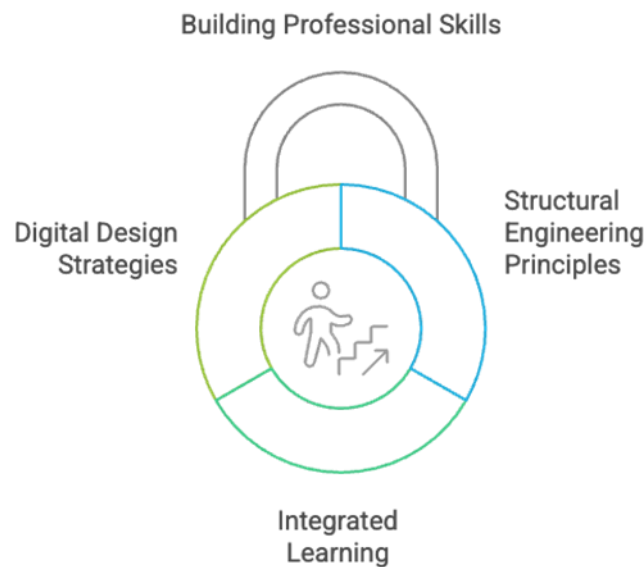 Building Professional Skills
Digital Design
Strategies
Structural
Engineering
Principles
Integrated
Learning